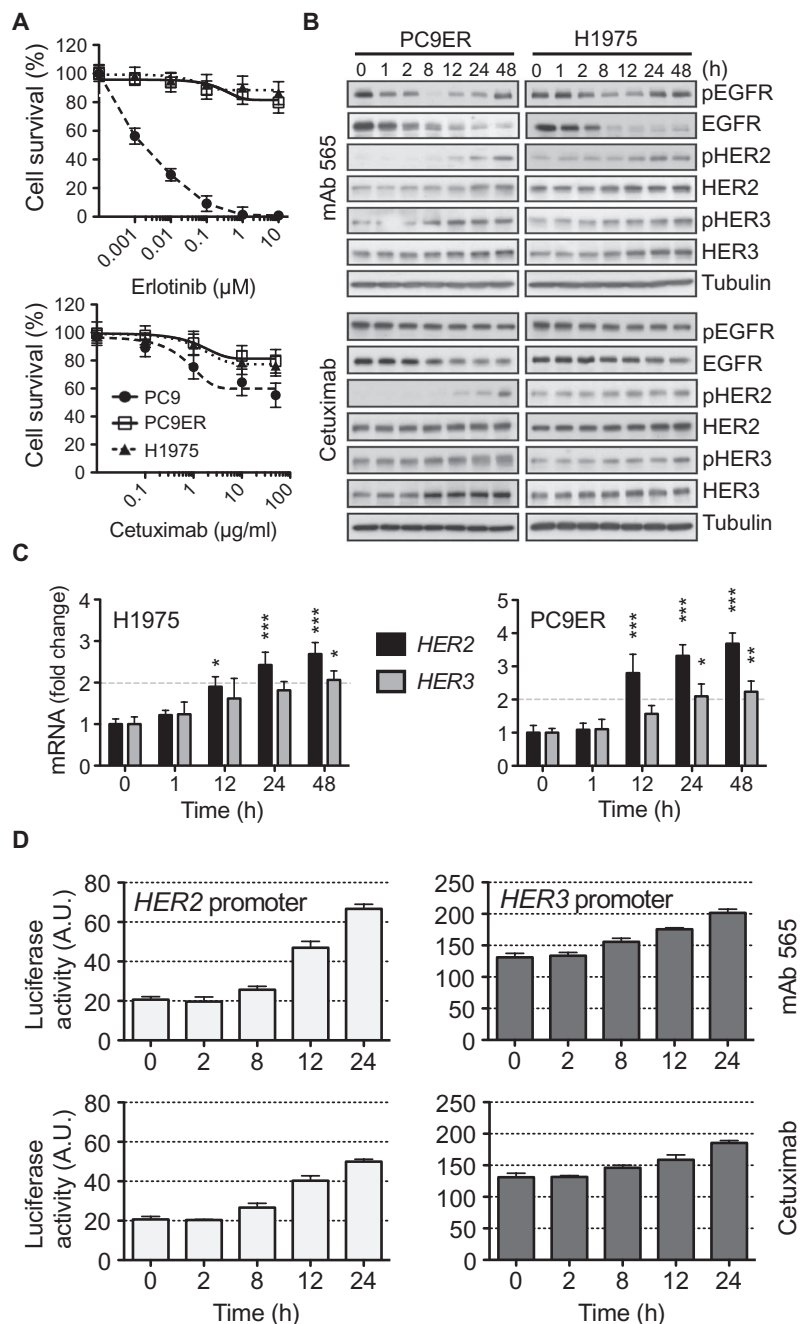 A
Cell survival (%)
120
100
80
60
40
20
0
0.001
0.01
0.1
1
10
Erlotinib (µM)
Cell survival (%)
120
100
80
60
40
20
0
PC9
PC9ER
H1975
0.1
1
10
100
Cetuximab (µg/ml)
B
PC9ER
H1975
0 1 2 8 12 24 48
0 1 2 8 12 24 48 (h)
mAb 565
pEGFR
EGFR
pHER2
HER2
pHER3
HER3
Tubulin
Cetuximab
pEGFR
EGFR
pHER2
HER2
pHER3
HER3
Tubulin
C
mRNA (fold change)
4
3
2
1
0
H1975
*
***
***
*
0 1 12 24 48
Time (h)
HER2
HER3
5
4
3
2
1
0
PC9ER
***
***
*
***
**
0 1 12 24 48
Time (h)
D
Luciferase
activity (A.U.)
80
60
40
20
0
HER2 promoter
0 2 8 12 24
250
200
150
100
50
0
HER3 promoter
0 2 8 12 24
mAb 565
Luciferase
activity (A.U.)
80
60
40
20
0
0 2 8 12 24
Time (h)
250
200
150
100
50
0
0 2 8 12 24
Time (h)
Cetuximab